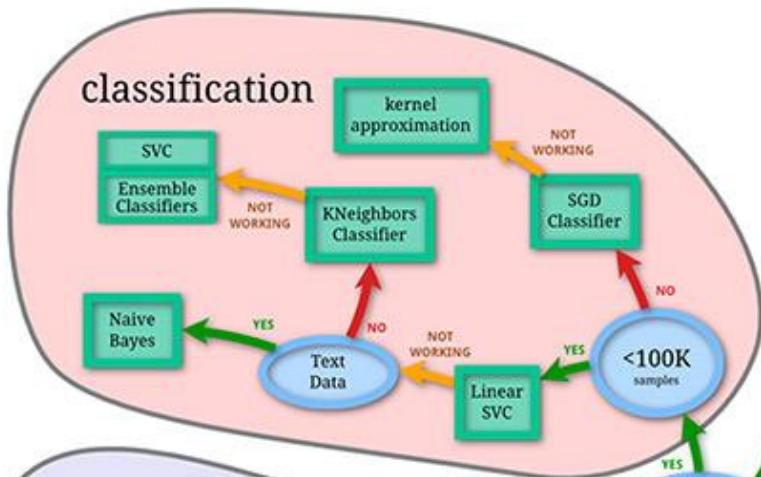 classification
kernel
approximation
NOT
WORKING
SVC
Ensemble
Classifiers
NOT
WORKING
KNeighbors
Classifier
SGD
Classifier
NO
Naive
Bayes
YES
NO
Text
Data
NOT
WORKING
YES
<100K
samples
Linear
SVC
YES